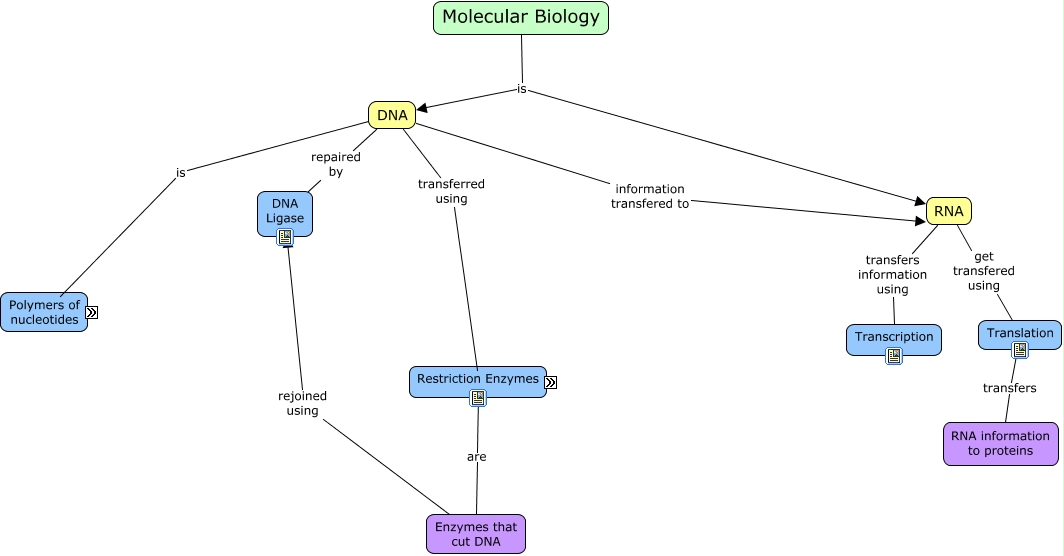 Molecular Biology
is
DNA
is
repaired
by
transferred
using
information
transfered to
DNA
Ligase
RNA
transfers
information
using
get
transfered
using
Polymers of
nucleotides
Transcription
Translation
Restriction Enzymes
transfers
rejoined
using
RNA information
to proteins
are
Enzymes that
cut DNA